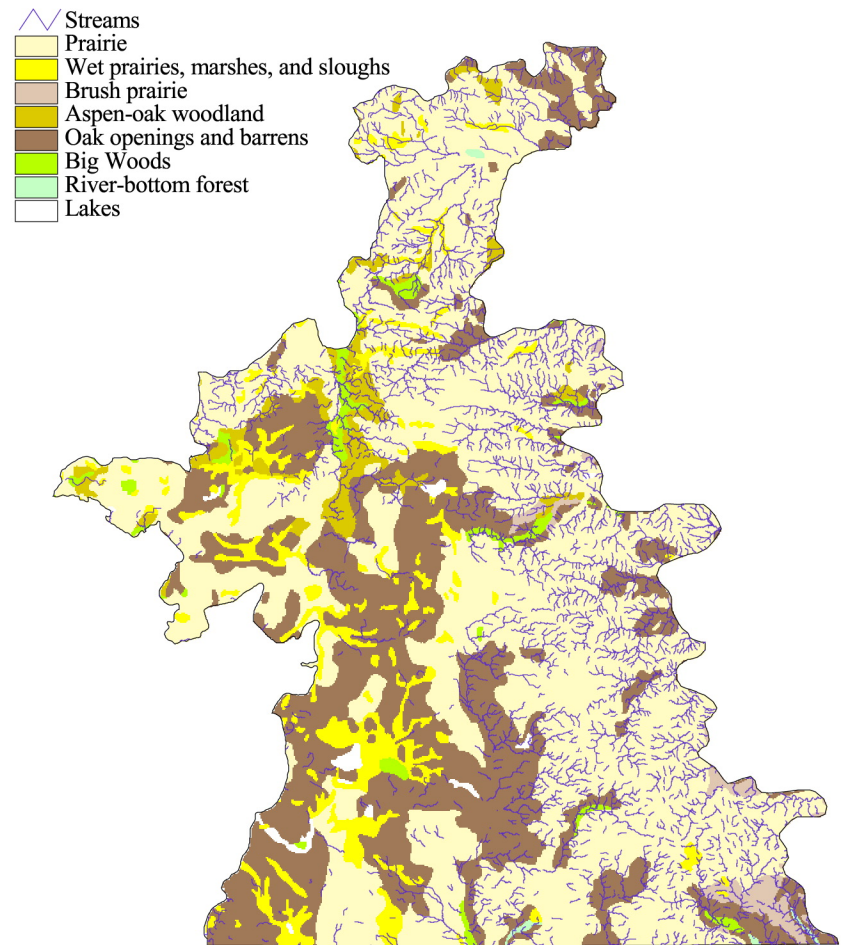 Streams
Prairie
Wet prairies, marshes, and sloughs
Brush prairie
Aspen-oak woodland
Oak openings and barrens
Big Woods
River-bottom forest
Lakes